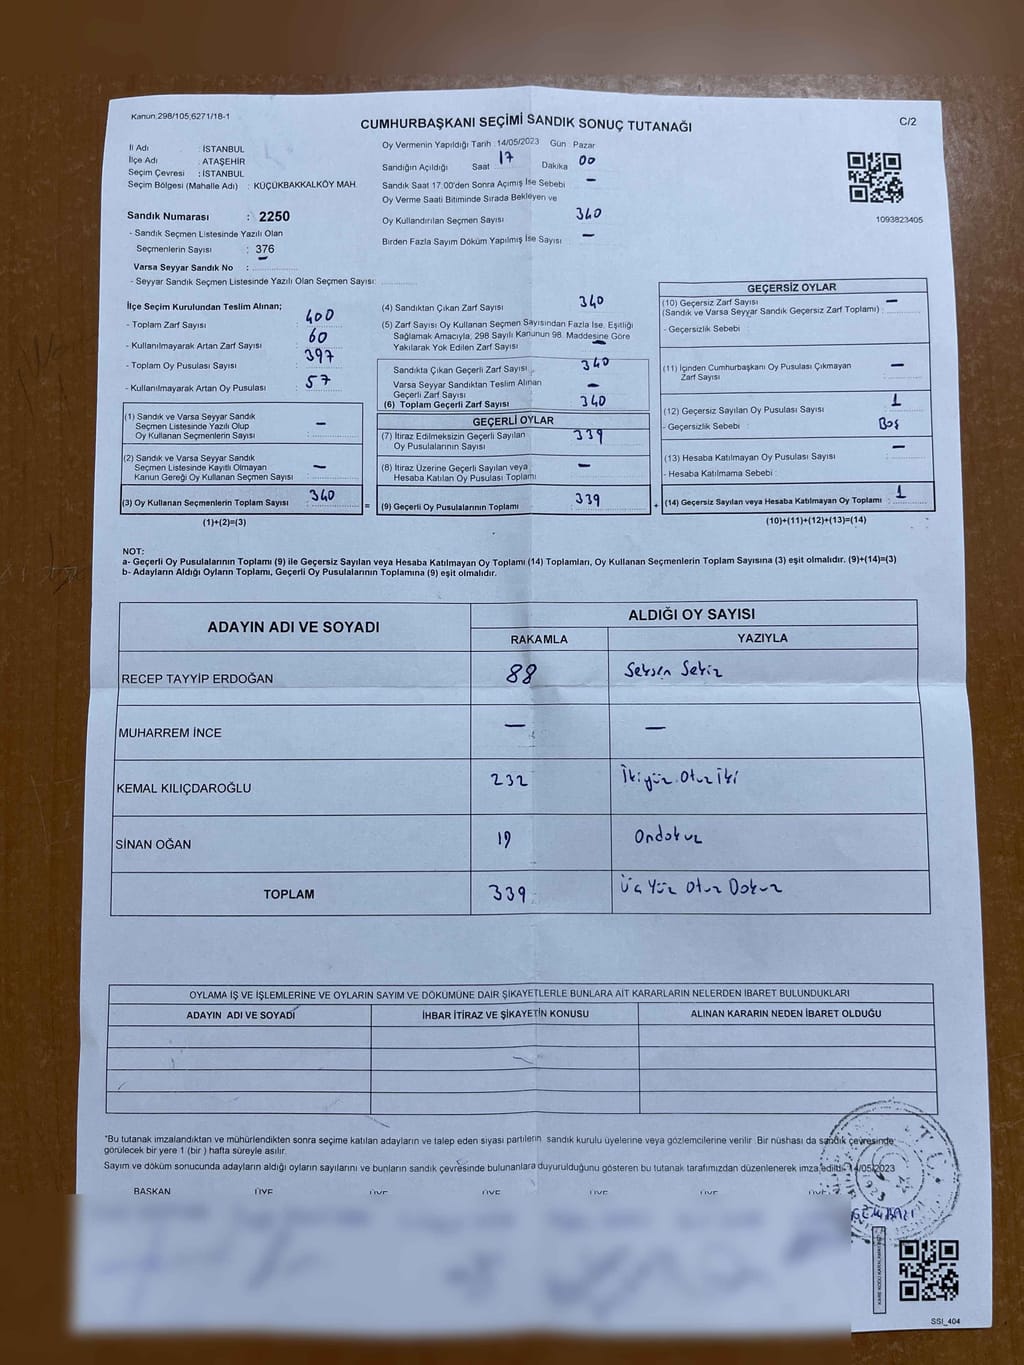 Kanun.298/105,6271/18-1
CUMHURBAŞKANI SEÇİMİ SANDIK SONUÇ TUTANAĞI
C/2
İl Adı : İSTANBUL
İlçe Adı : ATAŞEHİR
Seçim Çevresi : İSTANBUL
Seçim Bölgesi (Mahalle Adı) : KÜÇÜKBAKKALKÖY MAH.
Sandık Numarası : 2250
- Sandık Seçmen Listesinde Yazılı Olan
Seçmenlerin Sayısı : 376
Varsa Seyyar Sandık No :
- Seyyar Sandık Seçmen Listesinde Yazılı Olan Seçmen Sayısı:
Oy Vermenin Yapıldığı Tarih :14/05/2023 Gün : Pazar
Sandığın Açıldığı Saat 17 Dakika 00
Sandık Saat 17:00'den Sonra Açımış İse Sebebi —
Oy Verme Saati Bitiminde Sırada Bekleyen ve
Oy Kullandırılan Seçmen Sayısı 340
Birden Fazla Sayım Döküm Yapılmış İse Sayısı —
1093823405
İlçe Seçim Kurulundan Teslim Alınan;
- Toplam Zarf Sayısı : 400
- Kullanılmayarak Artan Zarf Sayısı : 60
- Toplam Oy Pusulası Sayısı : 397
- Kullanılmayarak Artan Oy Pusulası : 57
(1) Sandık ve Varsa Seyyar Sandık
Seçmen Listesinde Yazılı Olup
Oy Kullanan Seçmenlerin Sayısı : —
(2) Sandık ve Varsa Seyyar Sandık
Seçmen Listesinde Kayıtlı Olmayan
Kanun Gereği Oy Kullanan Seçmen Sayısı : —
(3) Oy Kullanan Seçmenlerin Toplam Sayısı : 340
(1)+(2)=(3)
=
(4) Sandıktan Çıkan Zarf Sayısı 340
(5) Zarf Sayısı Oy Kullanan Seçmen Sayısından Fazla İse, Eşitliği
Sağlamak Amacıyla, 298 Sayılı Kanunun 98. Maddesine Göre
Yakılarak Yok Edilen Zarf Sayısı —
Sandıkta Çıkan Geçerli Zarf Sayısı 340
Varsa Seyyar Sandıktan Teslim Alınan
Geçerli Zarf Sayısı —
(6) Toplam Geçerli Zarf Sayısı 340
GEÇERLİ OYLAR
(7) İtiraz Edilmeksizin Geçerli Sayılan
Oy Pusulalarının Sayısı 339
(8) İtiraz Üzerine Geçerli Sayılan veya
Hesaba Katılan Oy Pusulası Toplamı —
(9) Geçerli Oy Pusulalarının Toplamı 339
+
GEÇERSİZ OYLAR
(10) Geçersiz Zarf Sayısı —
(Sandık ve Varsa Seyyar Sandık Geçersiz Zarf Toplamı) :
- Geçersizlik Sebebi
(11) İçinden Cumhurbaşkanı Oy Pusulası Çıkmayan
Zarf Sayısı —
(12) Geçersiz Sayılan Oy Pusulası Sayısı 1
- Geçersizlik Sebebi : Boş
(13) Hesaba Katılmayan Oy Pusulası Sayısı —
- Hesaba Katılmama Sebebi :
(14) Geçersiz Sayılan veya Hesaba Katılmayan Oy Toplamı : 1
(10)+(11)+(12)+(13)=(14)
NOT:
a- Geçerli Oy Pusulalarının Toplamı (9) ile Geçersiz Sayılan veya Hesaba Katılmayan Oy Toplamı (14) Toplamları, Oy Kullanan Seçmenlerin Toplam Sayısına (3) eşit olmalıdır. (9)+(14)=(3)
b- Adayların Aldığı Oyların Toplamı, Geçerli Oy Pusulalarının Toplamına (9) eşit olmalıdır.
ADAYIN ADI VE SOYADI
ALDIĞI OY SAYISI
RAKAMLA YAZIYLA
RECEP TAYYİP ERDOĞAN 88 Seksen Sekiz
MUHARREM İNCE — —
KEMAL KILIÇDAROĞLU 232 İkiyüz Otuz İki
SİNAN OĞAN 19 Ondokuz
TOPLAM 339 Üç Yüz Otuz Dokuz
OYLAMA İŞ VE İŞLEMLERİNE VE OYLARIN SAYIM VE DÖKÜMÜNE DAİR ŞİKAYETLERLE BUNLARA AİT KARARLARIN NELERDEN İBARET BULUNDUKLARI
ADAYIN ADI VE SOYADI İHBAR İTİRAZ VE ŞİKAYETİN KONUSU ALINAN KARARIN NEDEN İBARET OLDUĞU
*Bu tutanak imzalandıktan ve mühürlendikten sonra seçime katılan adayların ve talep eden siyasi partilerin sandık kurulu üyelerine veya gözlemcilerine verilir. Bir nüshası da sandık çevresinde
görülecek bir yere 1 (bir) hafta süreyle asılır.
Sayım ve döküm sonucunda adayların aldığı oyların sayılarını ve bunların sandık çevresinde bulunanlara duyurulduğunu gösteren bu tutanak tarafımızdan düzenlenerek imza edildi. 14/05/2023
BAŞKAN ÜYE ÜYE ÜYE ÜYE ÜYE ÜYE
T.C.
SSI_404